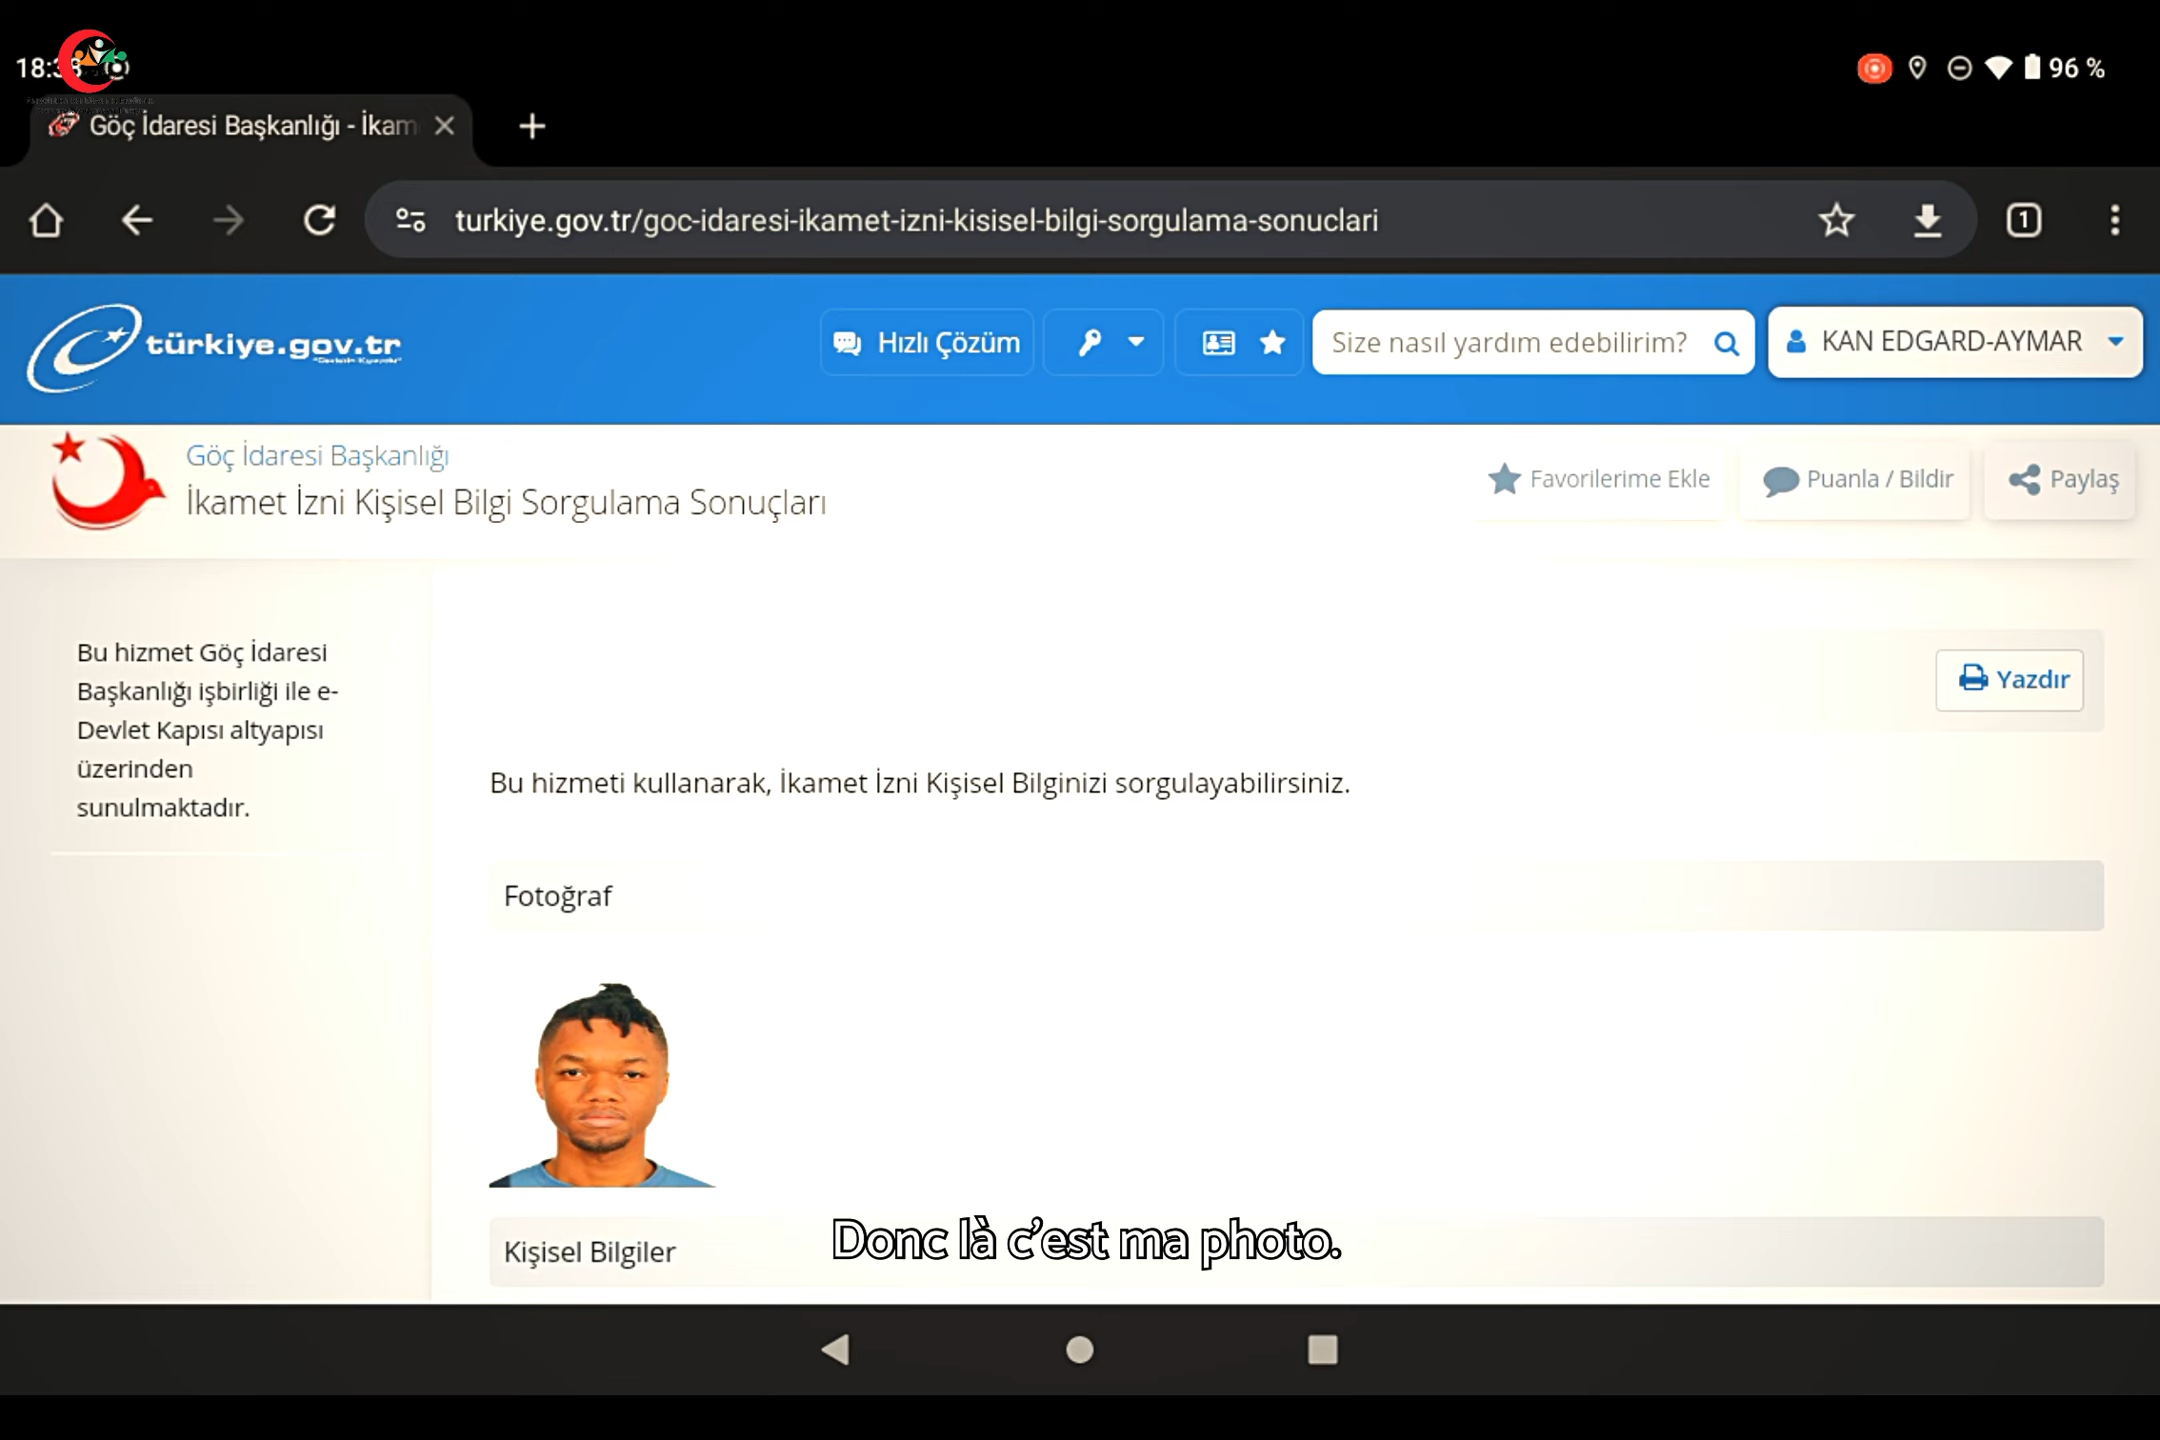 18:38
96 %
Göç İdaresi Başkanlığı - İkam
turkiye.gov.tr/goc-idaresi-ikamet-izni-kisisel-bilgi-sorgulama-sonuclari
1
türkiye.gov.tr
Hızlı Çözüm
Size nasıl yardım edebilirim?
KAN EDGARD-AYMAR
Göç İdaresi Başkanlığı
İkamet İzni Kişisel Bilgi Sorgulama Sonuçları
Favorilerime Ekle
Puanla / Bildir
Paylaş
Bu hizmet Göç İdaresi
Başkanlığı işbirliği ile e-
Devlet Kapısı altyapısı
üzerinden
sunulmaktadır.
Yazdır
Bu hizmeti kullanarak, İkamet İzni Kişisel Bilginizi sorgulayabilirsiniz.
Fotoğraf
Kişisel Bilgiler
Donc là c’est ma photo.